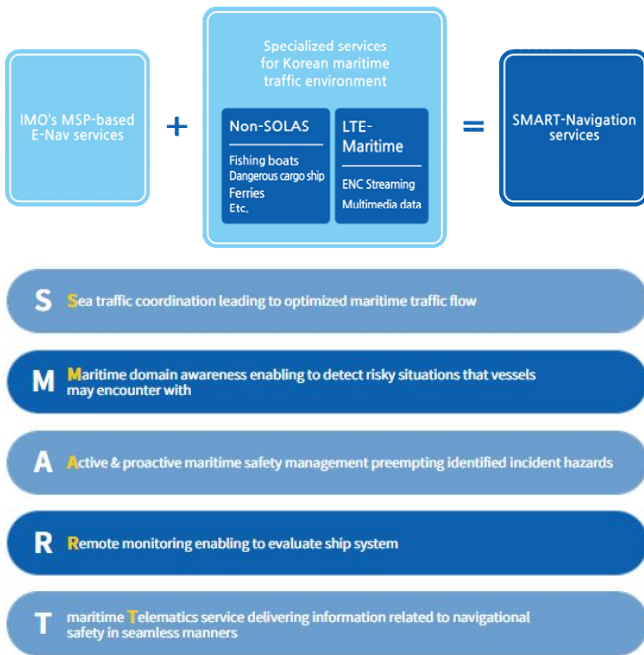 IMO's MSP-based
E-Nav services
+
Specialized services
for Korean maritime
traffic environment
Non-SOLAS
Fishing boats
Dangerous cargo ship
Ferries
Etc.
LTE-
Maritime
ENC Streaming
Multimedia data
=
SMART-Navigation
services
S Sea traffic coordination leading to optimized maritime traffic flow
M Maritime domain awareness enabling to detect risky situations that vessels
may encounter with
A Active & proactive maritime safety management preempting identified incident hazards
R Remote monitoring enabling to evaluate ship system
T maritime Telematics service delivering information related to navigational
safety in seamless manners